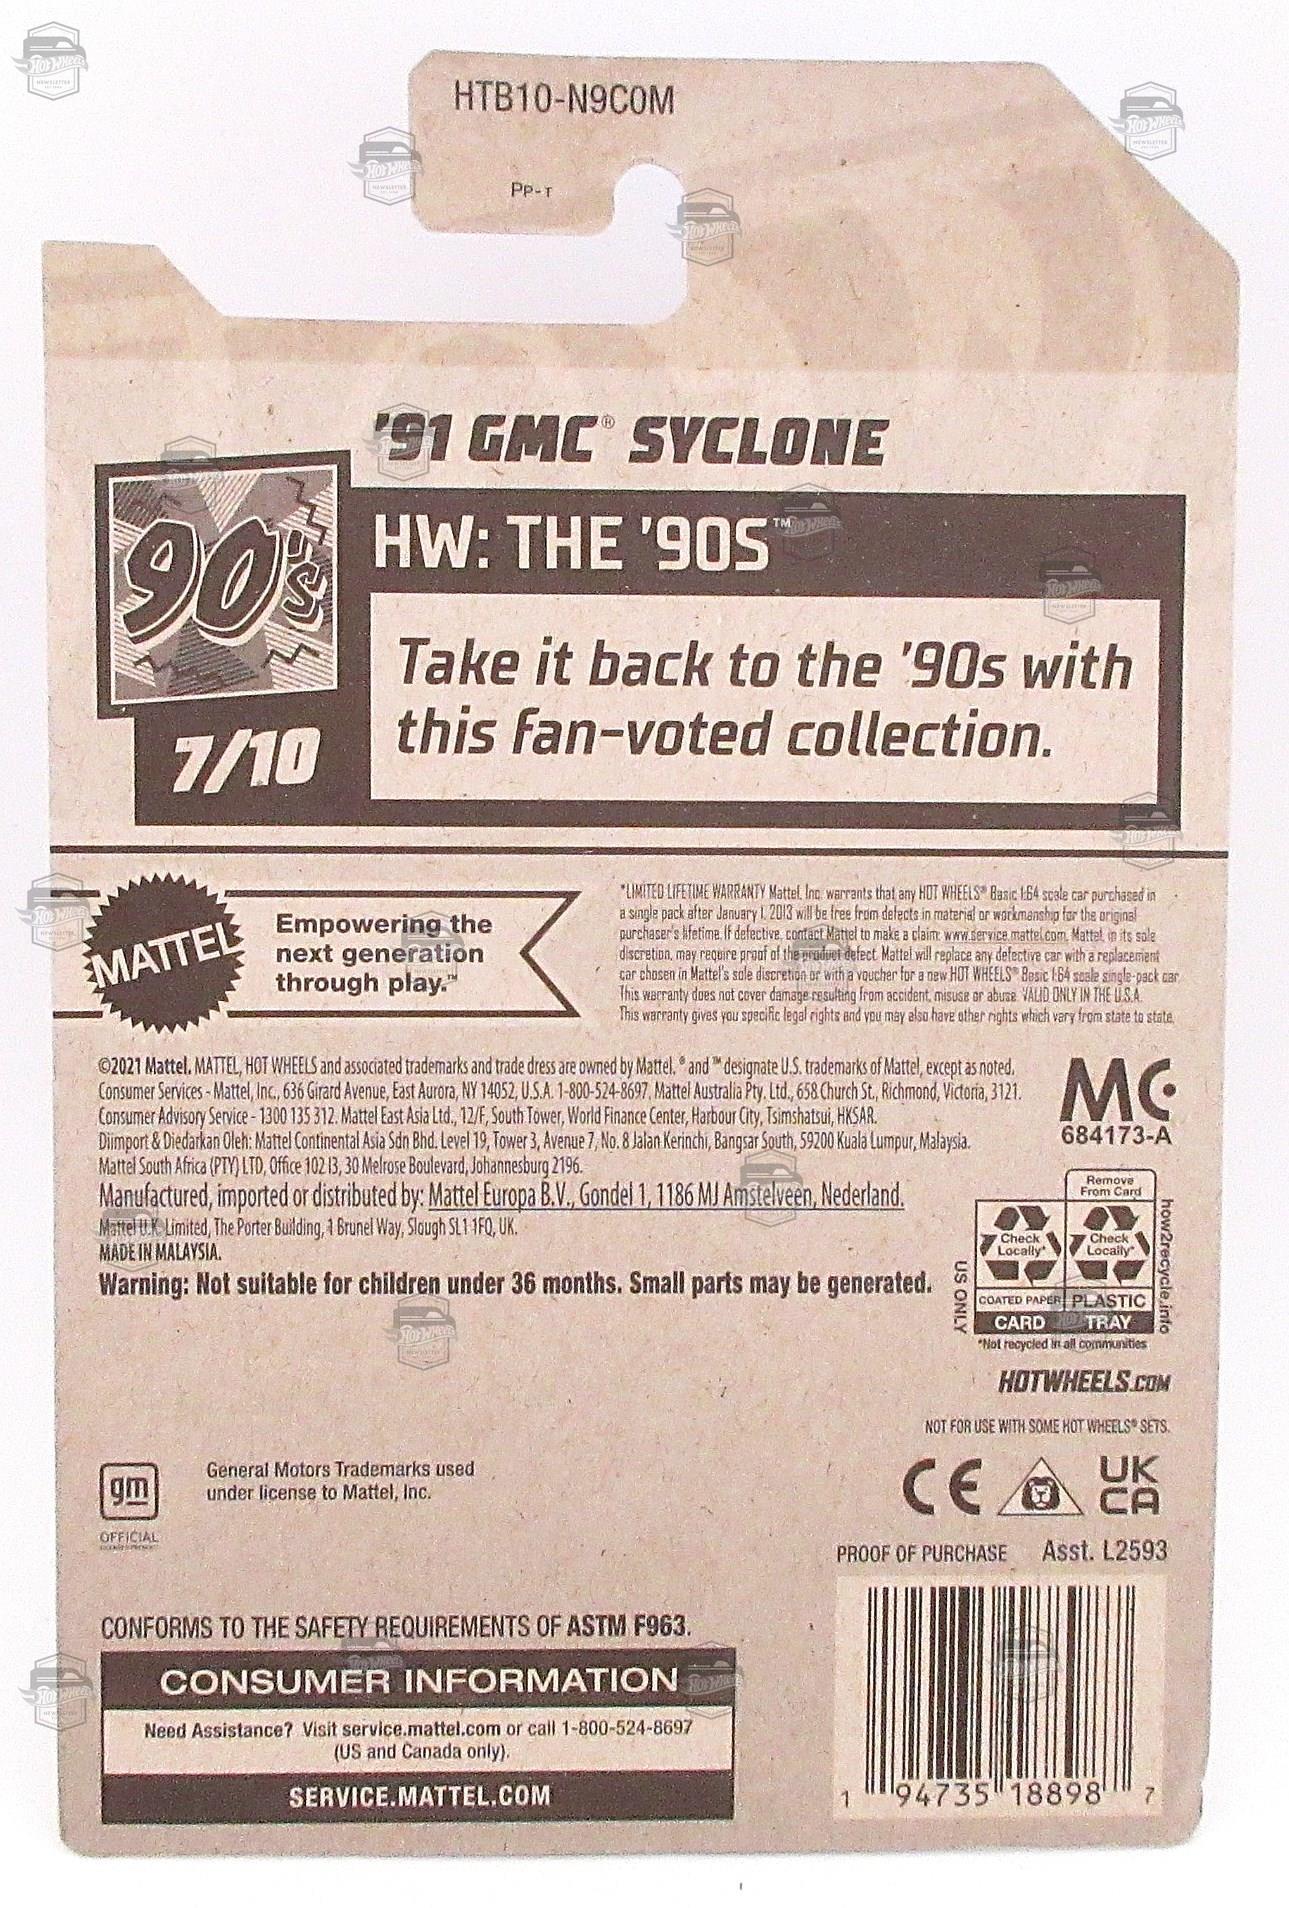 HTB10-N9C0M
PP-T
'91 GMC® SYCLONE
90's
HW: THE '90S™
Take it back to the '90s with
this fan-voted collection.
7/10
MATTEL
Empowering the
next generation
through play.™
*LIMITED LIFETIME WARRANTY Mattel, Inc. warrants that any HOT WHEELS® Basic 1:64 scale car purchased in
a single pack after January 1, 2013 will be free from defects in material or workmanship for the original
purchaser's lifetime. If defective, contact Mattel to make a claim: www.service.mattel.com. Mattel, in its sole
discretion, may require proof of the product defect. Mattel will replace any defective car with a replacement
car chosen in Mattel's sole discretion or with a voucher for a new HOT WHEELS® Basic 1:64 scale single-pack car.
This warranty does not cover damage resulting from accident, misuse or abuse. VALID ONLY IN THE U.S.A.
This warranty gives you specific legal rights and you may also have other rights which vary from state to state.
©2021 Mattel. MATTEL, HOT WHEELS and associated trademarks and trade dress are owned by Mattel. ® and ™ designate U.S. trademarks of Mattel, except as noted.
Consumer Services - Mattel, Inc., 636 Girard Avenue, East Aurora, NY 14052, U.S.A. 1-800-524-8697. Mattel Australia Pty. Ltd., 658 Church St., Richmond, Victoria, 3121.
Consumer Advisory Service - 1300 135 312. Mattel East Asia Ltd., 12/F, South Tower, World Finance Center, Harbour City, Tsimshatsui, HKSAR.
Diimport & Diedarkan Oleh: Mattel Continental Asia Sdn Bhd. Level 19, Tower 3, Avenue 7, No. 8 Jalan Kerinchi, Bangsar South, 59200 Kuala Lumpur, Malaysia.
Mattel South Africa (PTY) LTD, Office 102 I3, 30 Melrose Boulevard, Johannesburg 2196.
Manufactured, imported or distributed by: Mattel Europa B.V., Gondel 1, 1186 MJ Amstelveen, Nederland.
Mattel U.K. Limited, The Porter Building, 1 Brunel Way, Slough SL1 1FQ, UK.
MADE IN MALAYSIA.
Warning: Not suitable for children under 36 months. Small parts may be generated.
MC
684173-A
Remove
From Card
Check
Locally*
Check
Locally*
COATED PAPER
PLASTIC
CARD
TRAY
US ONLY
how2recycle.info
*Not recycled in all communities
HOTWHEELS.COM
NOT FOR USE WITH SOME HOT WHEELS® SETS.
gm
OFFICIAL
General Motors Trademarks used
under license to Mattel, Inc.
CE
UK
CA
PROOF OF PURCHASE Asst. L2593
1 94735 18898 7
CONFORMS TO THE SAFETY REQUIREMENTS OF ASTM F963.
CONSUMER INFORMATION
Need Assistance? Visit service.mattel.com or call 1-800-524-8697
(US and Canada only).
SERVICE.MATTEL.COM
HOT WHEELS
NEWSLETTER